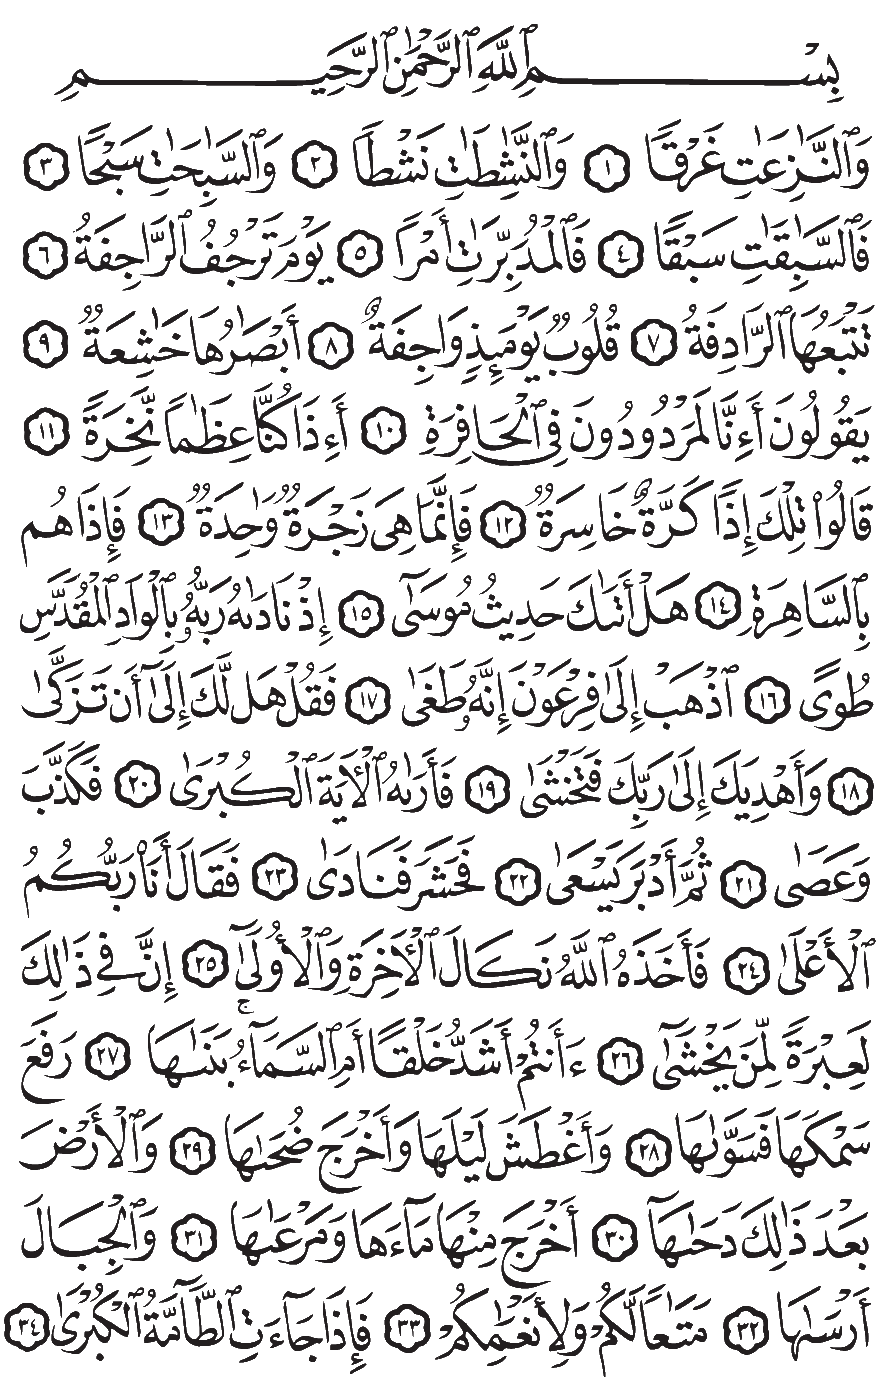 بِسْمِ ٱللَّهِ ٱلرَّحْمَٰنِ ٱلرَّحِيمِ
وَٱلنَّٰزِعَٰتِ غَرْقًا ١ وَٱلنَّٰشِطَٰتِ نَشْطًا ٢ وَٱلسَّٰبِحَٰتِ سَبْحًا ٣
فَٱلسَّٰبِقَٰتِ سَبْقًا ٤ فَٱلْمُدَبِّرَٰتِ أَمْرًا ٥ يَوْمَ تَرْجُفُ ٱلرَّاجِفَةُ ٦
تَتْبَعُهَا ٱلرَّادِفَةُ ٧ قُلُوبٌ يَوْمَئِذٍ وَاجِفَةٌ ٨ أَبْصَٰرُهَا خَٰشِعَةٌ ٩
يَقُولُونَ أَءِنَّا لَمَرْدُودُونَ فِي ٱلْحَافِرَةِ ١٠ أَءِذَا كُنَّا عِظَٰمًا نَّخِرَةً ١١
قَالُوا۟ تِلْكَ إِذًا كَرَّةٌ خَاسِرَةٌ ١٢ فَإِنَّمَا هِيَ زَجْرَةٌ وَٰحِدَةٌ ١٣ فَإِذَا هُم
بِٱلسَّاهِرَةِ ١٤ هَلْ أَتَىٰكَ حَدِيثُ مُوسَىٰٓ ١٥ إِذْ نَادَىٰهُ رَبُّهُۥ بِٱلْوَادِ ٱلْمُقَدَّسِ
طُوًى ١٦ ٱذْهَبْ إِلَىٰ فِرْعَوْنَ إِنَّهُۥ طَغَىٰ ١٧ فَقُلْ هَل لَّكَ إِلَىٰٓ أَن تَزَكَّىٰ
١٨ وَأَهْدِيَكَ إِلَىٰ رَبِّكَ فَتَخْشَىٰ ١٩ فَأَرَىٰهُ ٱلْءَايَةَ ٱلْكُبْرَىٰ ٢٠ فَكَذَّبَ
وَعَصَىٰ ٢١ ثُمَّ أَدْبَرَ يَسْعَىٰ ٢٢ فَحَشَرَ فَنَادَىٰ ٢٣ فَقَالَ أَنَا۠ رَبُّكُمُ
ٱلْأَعْلَىٰ ٢٤ فَأَخَذَهُ ٱللَّهُ نَكَالَ ٱلْءَاخِرَةِ وَٱلْأُولَىٰٓ ٢٥ إِنَّ فِي ذَٰلِكَ
لَعِبْرَةً لِّمَن يَخْشَىٰٓ ٢٦ ءَأَنتُمْ أَشَدُّ خَلْقًا أَمِ ٱلسَّمَآءُ ۚ بَنَىٰهَا ٢٧ رَفَعَ
سَمْكَهَا فَسَوَّىٰهَا ٢٨ وَأَغْطَشَ لَيْلَهَا وَأَخْرَجَ ضُحَىٰهَا ٢٩ وَٱلْأَرْضَ
بَعْدَ ذَٰلِكَ دَحَىٰهَآ ٣٠ أَخْرَجَ مِنْهَا مَآءَهَا وَمَرْعَىٰهَا ٣١ وَٱلْجِبَالَ
أَرْسَىٰهَا ٣٢ مَتَٰعًا لَّكُمْ وَلِأَنْعَٰمِكُمْ ٣٣ فَإِذَا جَآءَتِ ٱلطَّآمَّةُ ٱلْكُبْرَىٰ ٣٤